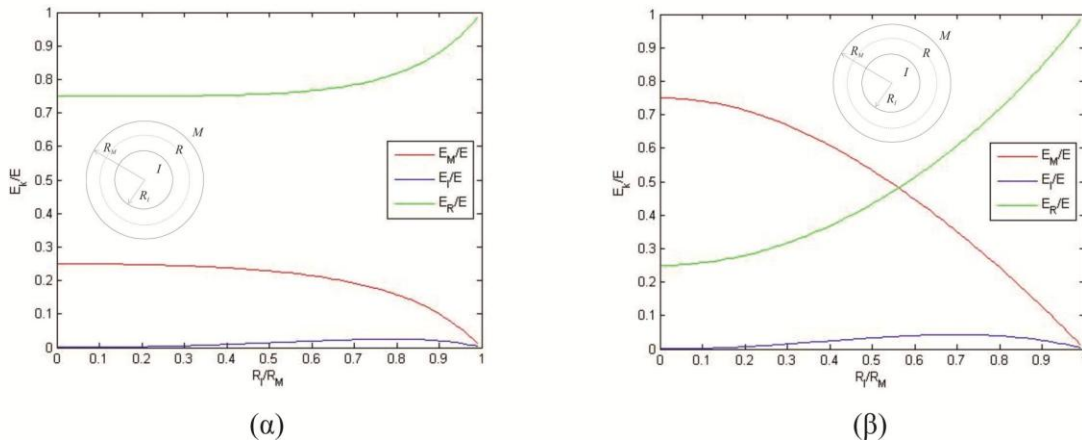 1
0.9
0.8
0.7
0.6
0.5
0.4
0.3
0.2
0.1
0
E_k/E
R_M
M
R
I
R_I
E_M/E
E_I/E
E_R/E
0 0.1 0.2 0.3 0.4 0.5 0.6 0.7 0.8 0.9 1
R_I/R_M
(α)
1
0.9
0.8
0.7
0.6
0.5
0.4
0.3
0.2
0.1
0
E_k/E
R_M
M
R
I
R_I
E_M/E
E_I/E
E_R/E
0 0.1 0.2 0.3 0.4 0.5 0.6 0.7 0.8 0.9
R_I/R_M
(β)